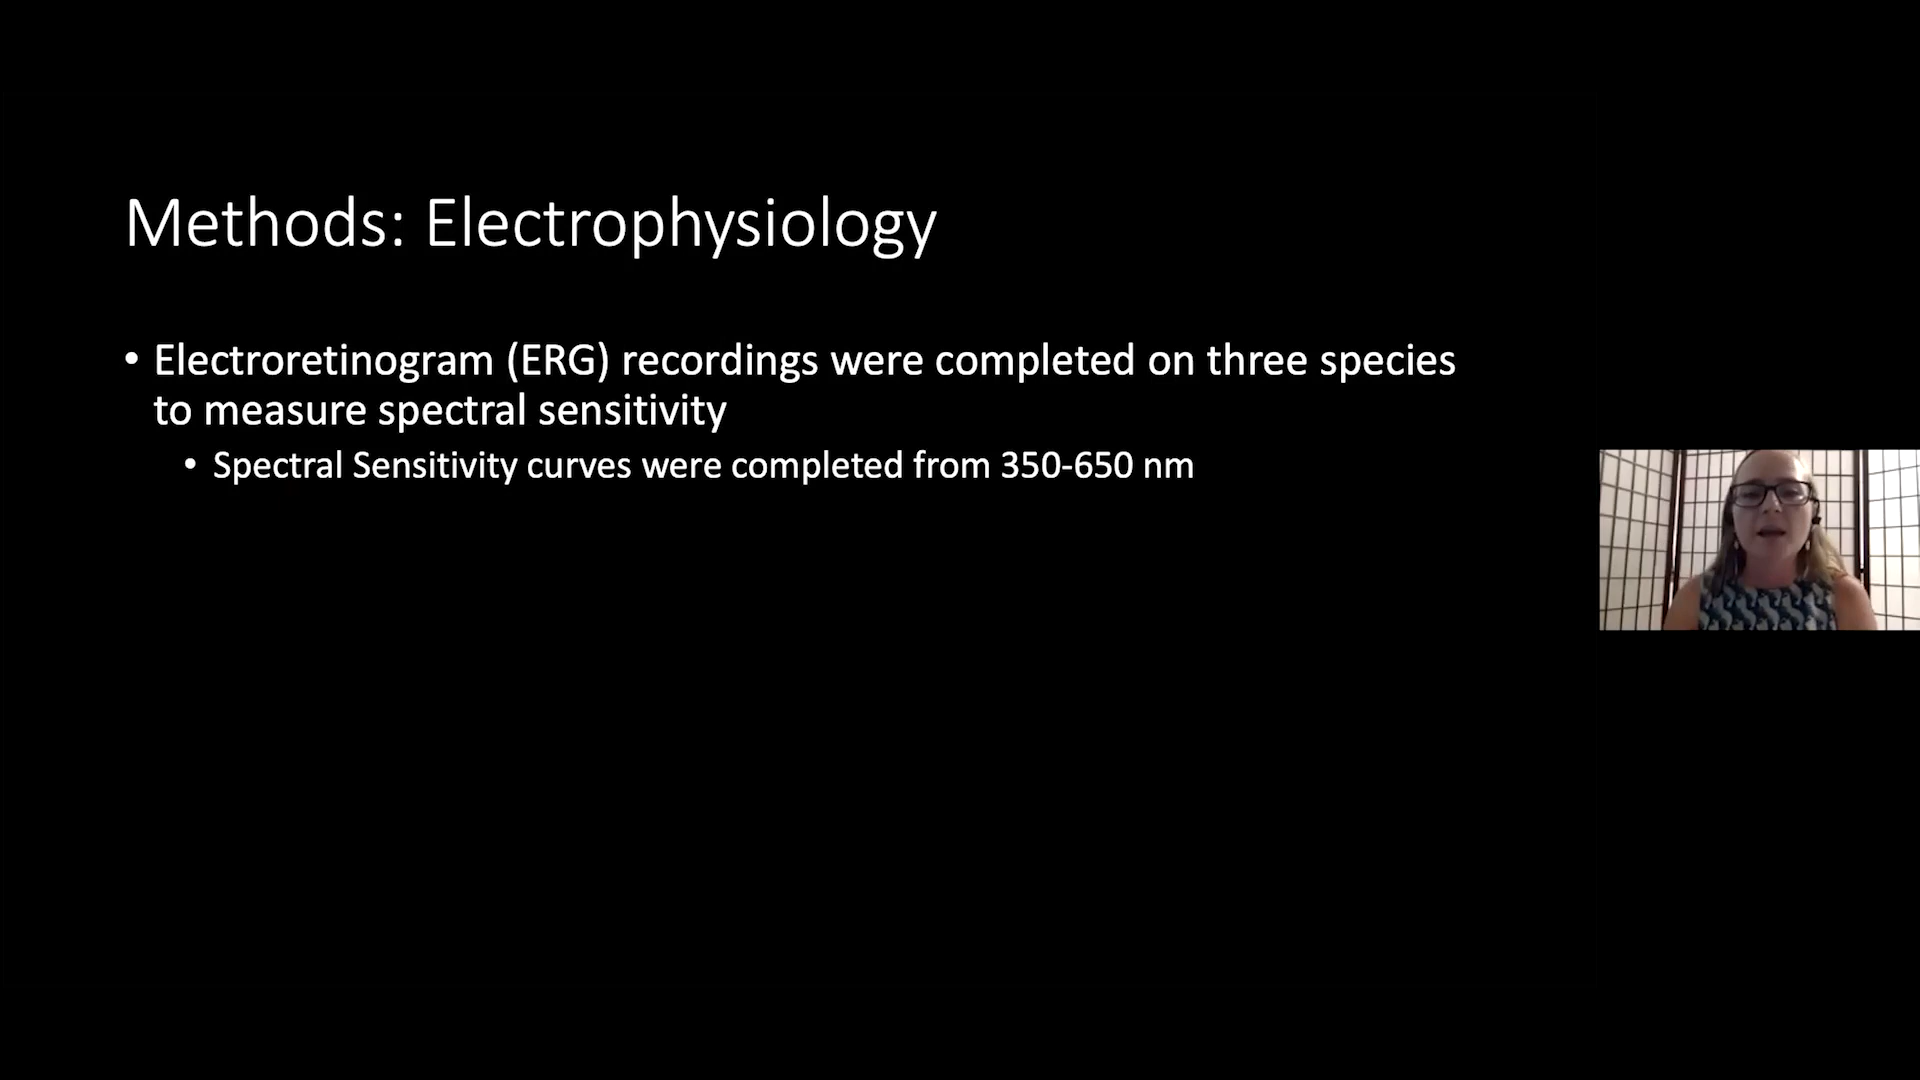 Methods: Electrophysiology
• Electroretinogram (ERG) recordings were completed on three species
to measure spectral sensitivity
• Spectral Sensitivity curves were completed from 350-650 nm